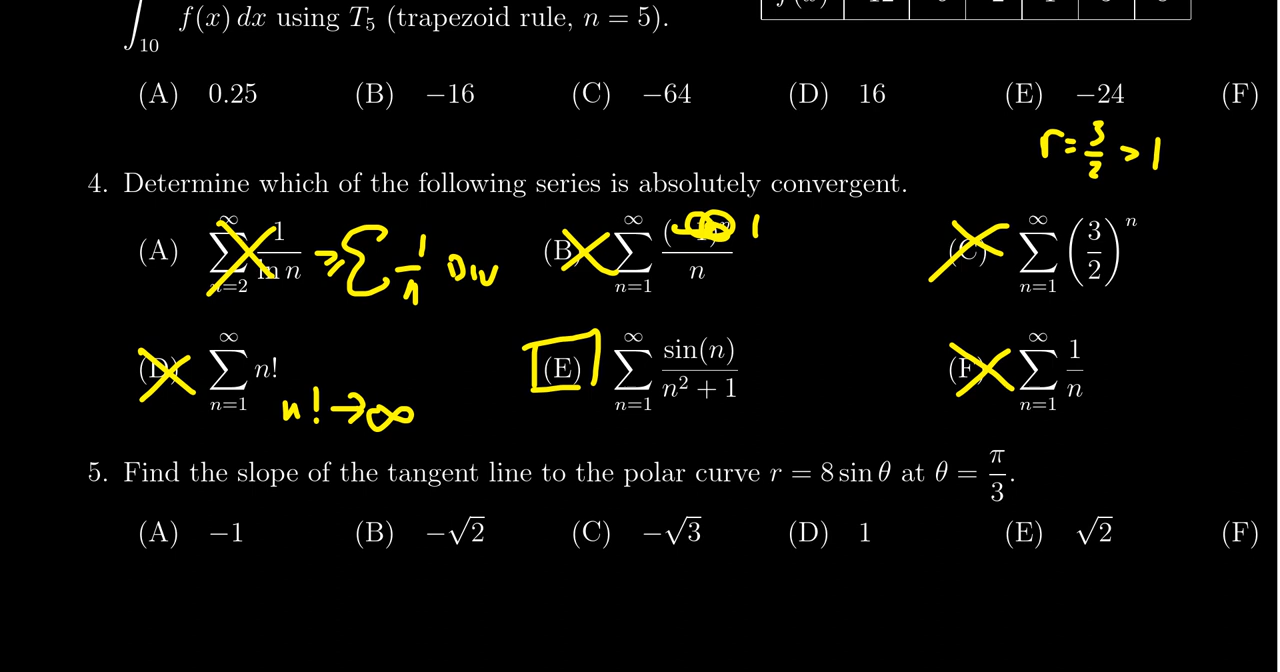 ∫₁₀ f(x) dx using T₅ (trapezoid rule, n = 5).
(A) 0.25 (B) −16 (C) −64 (D) 16 (E) −24 (F)
r = 3/2 > 1
4. Determine which of the following series is absolutely convergent.
(A) ∑_{n=2}^{∞} 1/ln n ≥ ∑ 1/n DIV (B) ∑_{n=1}^{∞} ( 1/n (C) ∑_{n=1}^{∞} (3/2)^n
(D) ∑_{n=1}^{∞} n! (E) ∑_{n=1}^{∞} sin(n)/(n² + 1) (F) ∑_{n=1}^{∞} 1/n
n! → ∞
5. Find the slope of the tangent line to the polar curve r = 8 sin θ at θ = π/3.
(A) −1 (B) −√2 (C) −√3 (D) 1 (E) √2 (F)